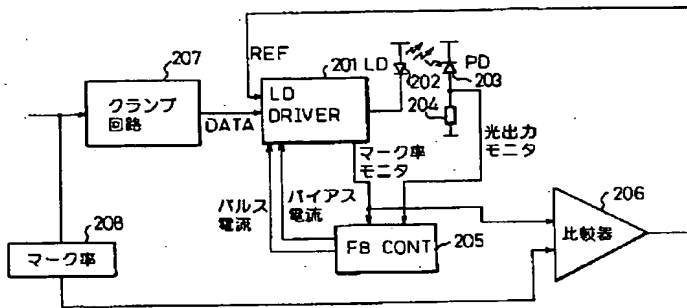 207
クランプ
回路
REF
DATA
201
LD
DRIVER
LD
202
PD
203
204
マーク率
モニタ
光出力
モニタ
パルス
電流
バイアス
電流
FB CONT
205
206
比較器
208
マーク率